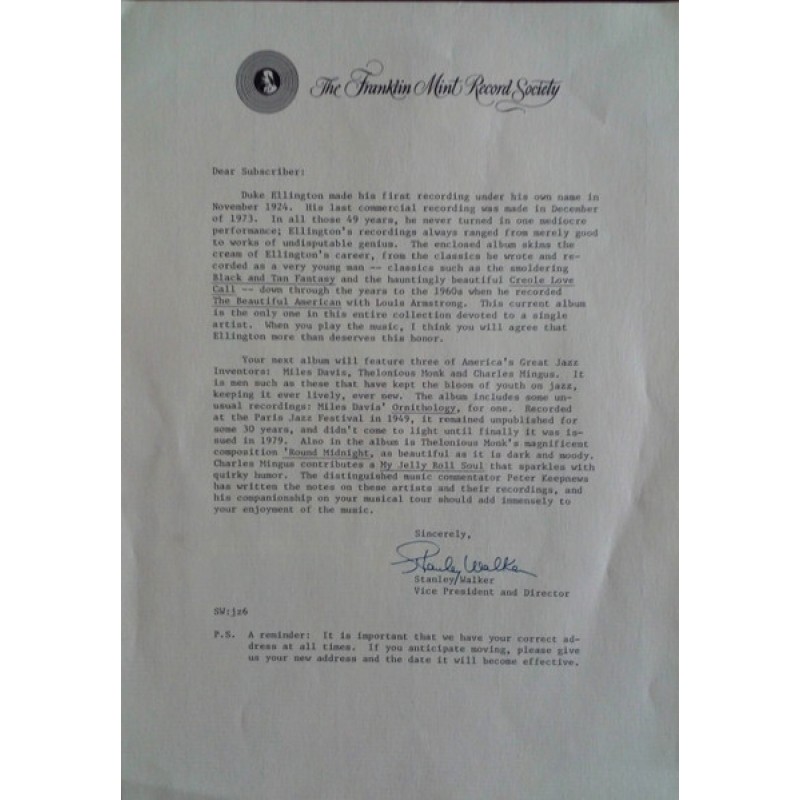 The Franklin Mint Record Society
Dear Subscriber:
Duke Ellington made his first recording under his own name in
November 1924. His last commercial recording was made in December
of 1973. In all those 49 years, he never turned in one mediocre
performance; Ellington's recordings always ranged from merely good
to works of undisputable genius. The enclosed album skims the
cream of Ellington's career, from the classics he wrote and re-
corded as a very young man -- classics such as the smoldering
Black and Tan Fantasy and the hauntingly beautiful Creole Love
Call -- down through the years to the 1960s when he recorded
The Beautiful American with Louis Armstrong. This current album
is the only one in this entire collection devoted to a single
artist. When you play the music, I think you will agree that
Ellington more than deserves this honor.
Your next album will feature three of America's Great Jazz
Inventors: Miles Davis, Thelonious Monk and Charles Mingus. It
is men such as these that have kept the bloom of youth on jazz,
keeping it ever lively, ever new. The album includes some un-
usual recordings: Miles Davis' Ornithology, for one. Recorded
at the Paris Jazz Festival in 1949, it remained unpublished for
some 30 years, and didn't come to light until finally it was is-
sued in 1979. Also in the album is Thelonious Monk's magnificent
composition 'Round Midnight, as beautiful as it is dark and moody.
Charles Mingus contributes a My Jelly Roll Soul that sparkles with
quirky humor. The distinguished music commentator Peter Keepnews
has written the notes on these artists and their recordings, and
his companionship on your musical tour should add immensely to
your enjoyment of the music.
Sincerely,
Stanley Walker
Stanley Walker
Vice President and Director
SW:jz6
P.S. A reminder: It is important that we have your correct ad-
dress at all times. If you anticipate moving, please give
us your new address and the date it will become effective.